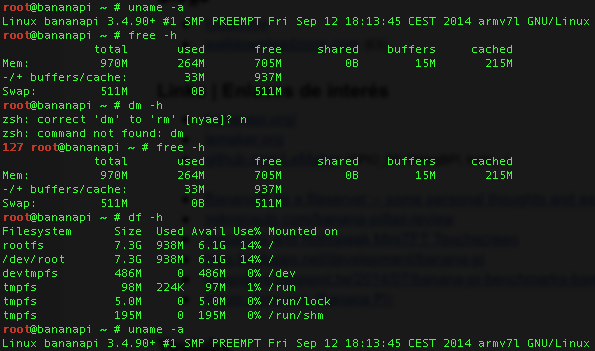 root@bananapi ~ # uname -a
Linux bananapi 3.4.90+ #1 SMP PREEMPT Fri Sep 12 18:13:45 CEST 2014 armv7l GNU/Linux
root@bananapi ~ # free -h
             total       used       free     shared    buffers     cached
Mem:          970M       264M       705M         0B        15M       215M
-/+ buffers/cache:        33M       937M
Swap:         511M         0B       511M
root@bananapi ~ # dm -h
zsh: correct 'dm' to 'rm' [nyae]? n
zsh: command not found: dm
127 root@bananapi ~ # free -h
             total       used       free     shared    buffers     cached
Mem:          970M       264M       705M         0B        15M       215M
-/+ buffers/cache:        33M       937M
Swap:         511M         0B       511M
root@bananapi ~ # df -h
Filesystem      Size  Used Avail Use% Mounted on
rootfs          7.3G  938M  6.1G  14% /
/dev/root       7.3G  938M  6.1G  14% /
devtmpfs        486M     0  486M   0% /dev
tmpfs            98M  224K   97M   1% /run
tmpfs           5.0M     0  5.0M   0% /run/lock
tmpfs           195M     0  195M   0% /run/shm
root@bananapi ~ # uname -a
Linux bananapi 3.4.90+ #1 SMP PREEMPT Fri Sep 12 18:13:45 CEST 2014 armv7l GNU/Linux